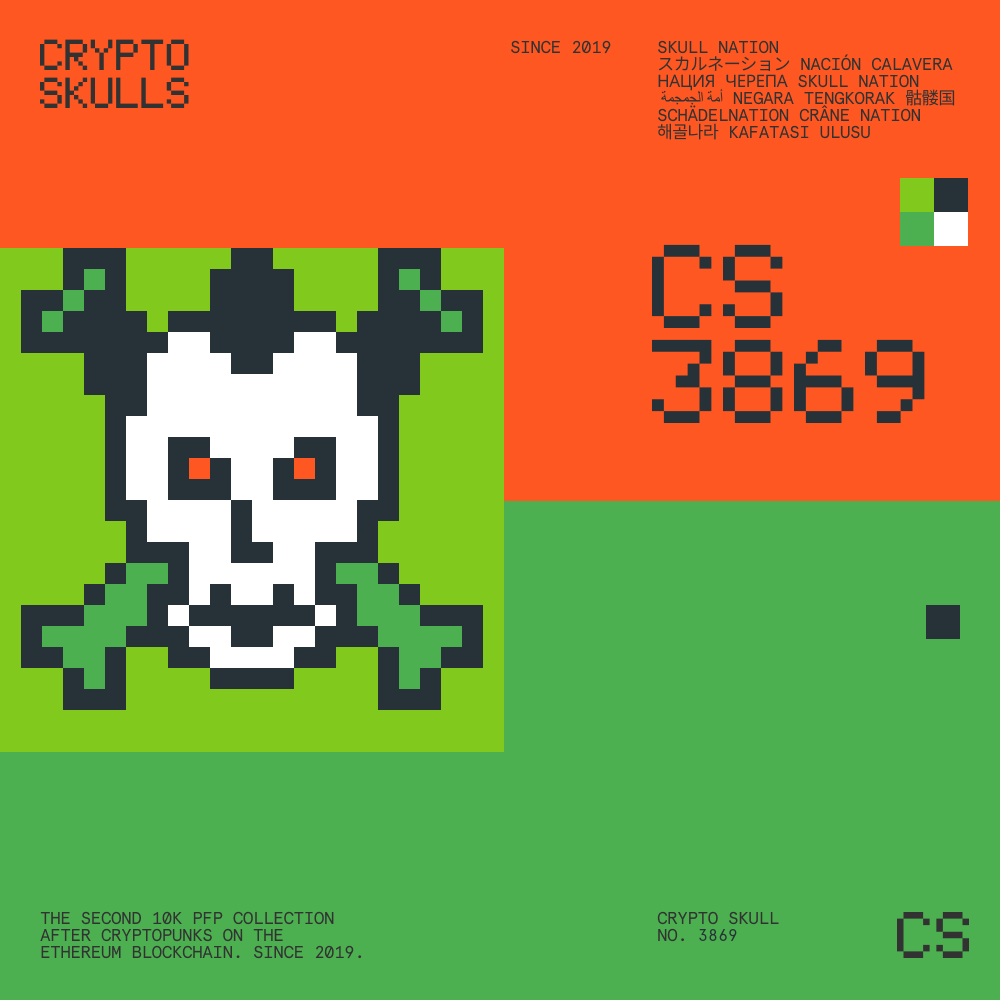 CRYPTO
SKULLS
SINCE 2019
SKULL NATION
スカルネーション NACIÓN CALAVERA
НАЦИЯ ЧЕРЕПА SKULL NATION
أمة الجمجمة NEGARA TENGKORAK 骷髅国
SCHÄDELNATION CRÂNE NATION
해골나라 KAFATASI ULUSU
CS
3869
THE SECOND 10K PFP COLLECTION
AFTER CRYPTOPUNKS ON THE
ETHEREUM BLOCKCHAIN. SINCE 2019.
CRYPTO SKULL
NO. 3869
CS